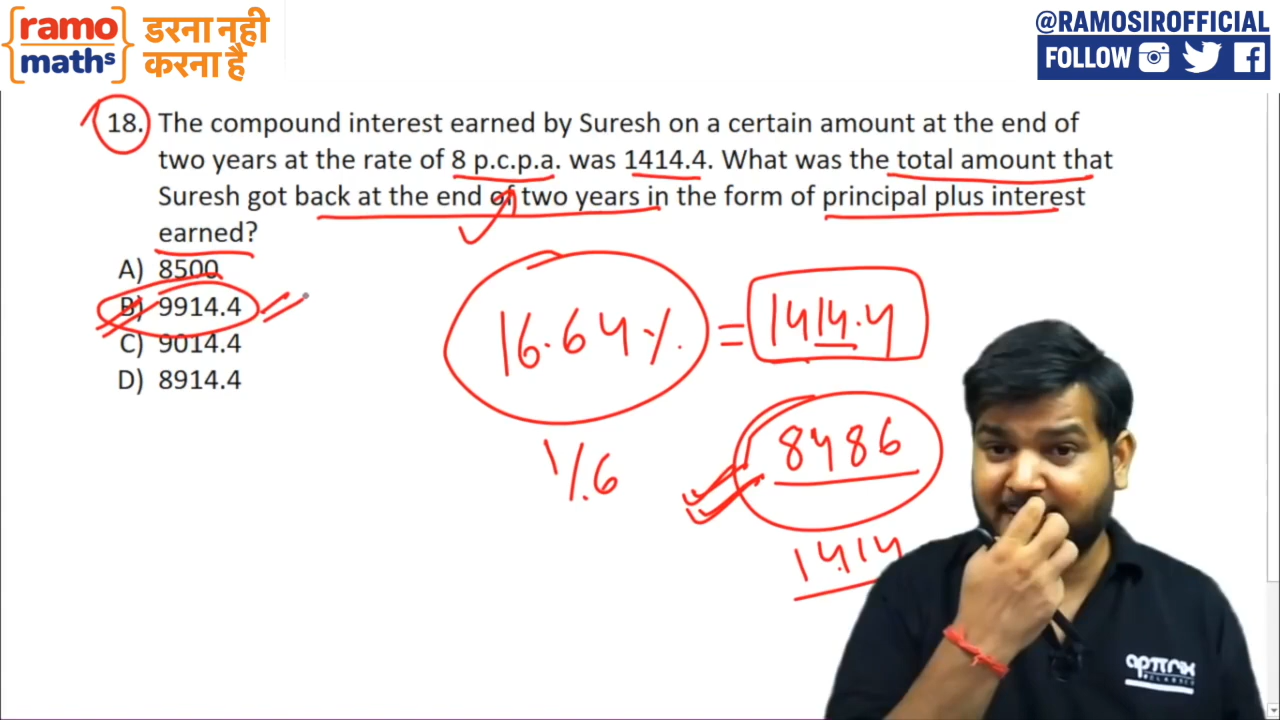 ramo
maths
डरना नही
करना है
@RAMOSIROFFICIAL
FOLLOW
18. The compound interest earned by Suresh on a certain amount at the end of
two years at the rate of 8 p.c.p.a. was 1414.4. What was the total amount that
Suresh got back at the end of two years in the form of principal plus interest
earned?
A) 8500
B) 9914.4
C) 9014.4
D) 8914.4
16.64% = 1414.4
1/6
8486
1414